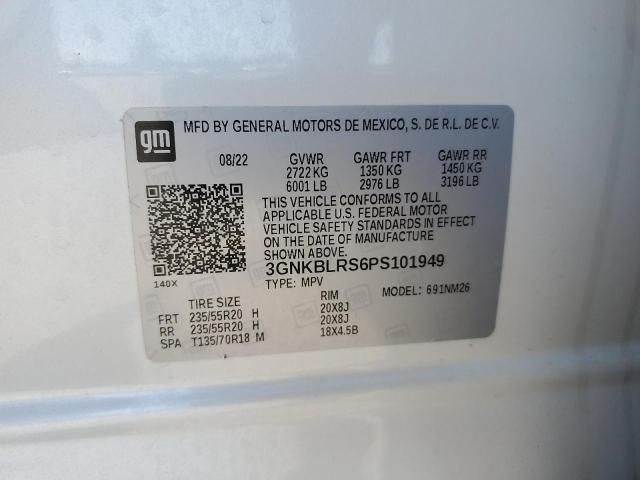 gm MFD BY GENERAL MOTORS DE MEXICO, S. DE R.L. DE C.V.
08/22 GVWR GAWR FRT GAWR RR
2722 KG 1350 KG 1450 KG
6001 LB 2976 LB 3196 LB
THIS VEHICLE CONFORMS TO ALL
APPLICABLE U.S. FEDERAL MOTOR
VEHICLE SAFETY STANDARDS IN EFFECT
ON THE DATE OF MANUFACTURE
SHOWN ABOVE.
3GNKBLRS6PS101949
140X TYPE: MPV MODEL: 691NM26
TIRE SIZE RIM
FRT 235/55R20 H 20X8J
RR 235/55R20 H 20X8J
SPA T135/70R18 M 18X4.5B